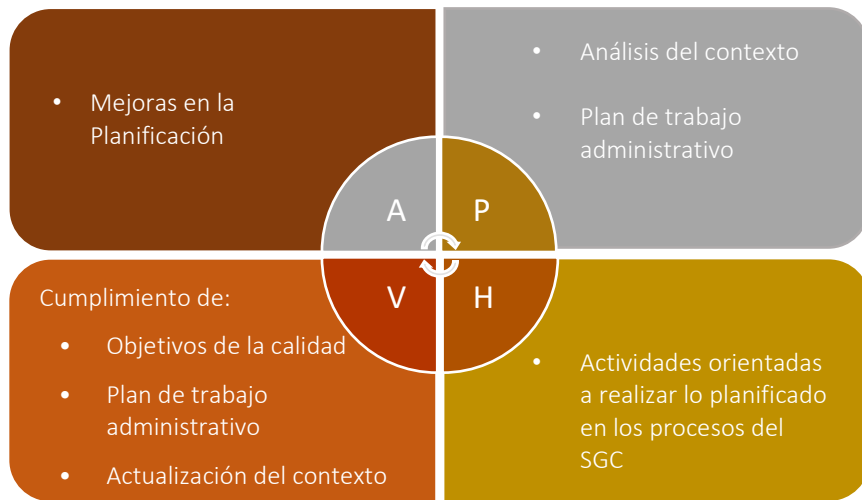 • Mejoras en la
Planificación
• Análisis del contexto
• Plan de trabajo
administrativo
A
P
V
H
Cumplimiento de:
• Objetivos de la calidad
• Plan de trabajo
administrativo
• Actualización del contexto
• Actividades orientadas
a realizar lo planificado
en los procesos del
SGC